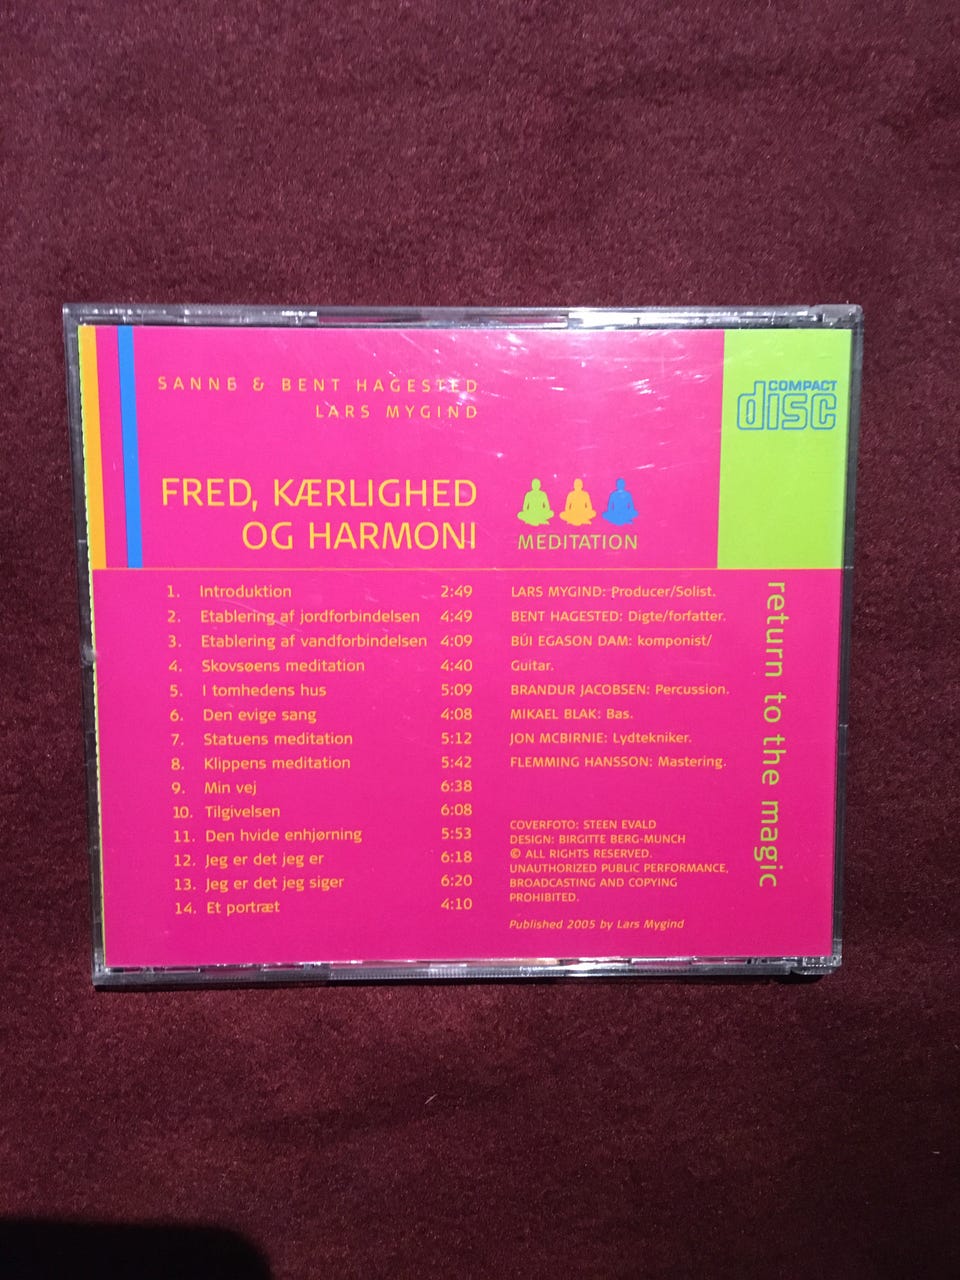 SANNE & BENT HAGESTED
LARS MYGIND
COMPACT
disc
FRED, KÆRLIGHED
OG HARMONI
MEDITATION
1. Introduktion 2:49
2. Etablering af jordforbindelsen 4:49
3. Etablering af vandforbindelsen 4:09
4. Skovsøens meditation 4:40
5. I tomhedens hus 5:09
6. Den evige sang 4:08
7. Statuens meditation 5:12
8. Klippens meditation 5:42
9. Min vej 6:38
10. Tilgivelsen 6:08
11. Den hvide enhjørning 5:53
12. Jeg er det jeg er 6:18
13. Jeg er det jeg siger 6:20
14. Et portræt 4:10
LARS MYGIND: Producer/Solist.
BENT HAGESTED: Digte/forfatter.
BÚI EGASON DAM: komponist/
Guitar.
BRANDUR JACOBSEN: Percussion.
MIKAEL BLAK: Bas.
JON MCBIRNIE: Lydtekniker.
FLEMMING HANSSON: Mastering.
COVERFOTO: STEEN EVALD
DESIGN: BIRGITTE BERG-MUNCH
© ALL RIGHTS RESERVED.
UNAUTHORIZED PUBLIC PERFORMANCE,
BROADCASTING AND COPYING
PROHIBITED.
Published 2005 by Lars Mygind
return to the magic